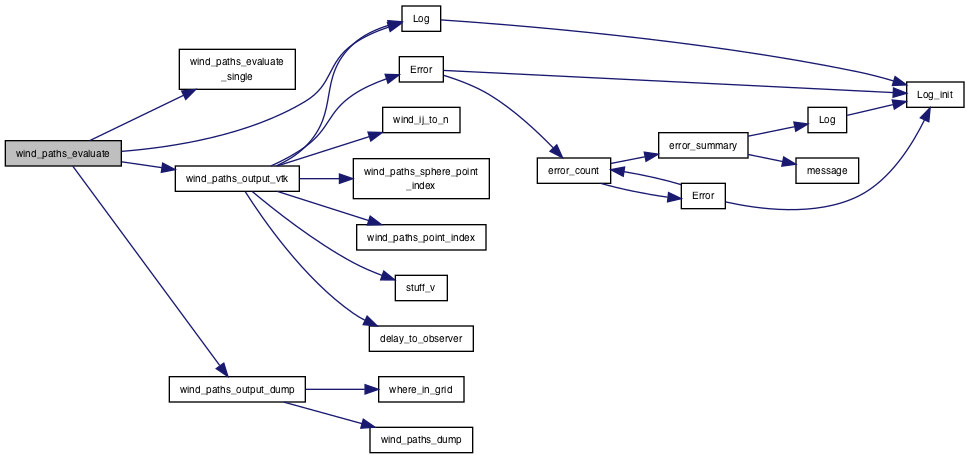 Log
wind_paths_evaluate
_single
Error
Log_init
wind_ij_to_n
Log
error_summary
wind_paths_evaluate
wind_paths_output_vtk
wind_paths_sphere_point
_index
error_count
message
Error
wind_paths_point_index
stuff_v
delay_to_observer
wind_paths_output_dump
where_in_grid
wind_paths_dump